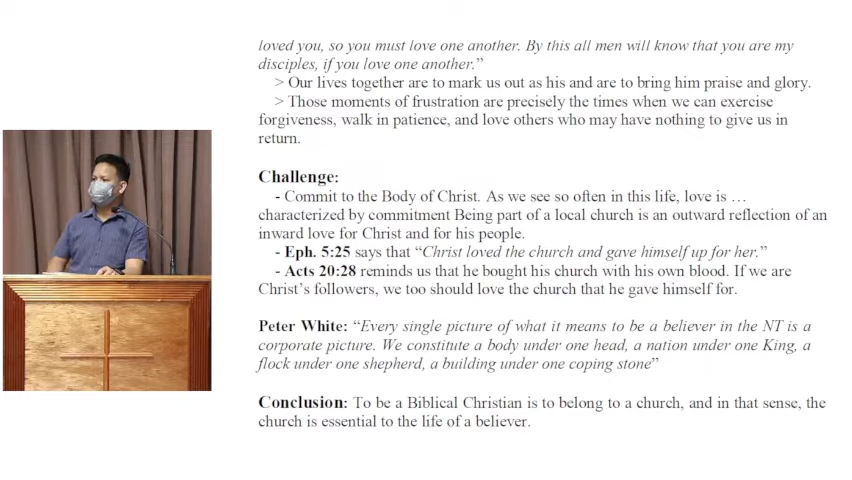 loved you, so you must love one another. By this all men will know that you are my
disciples, if you love one another.”
> Our lives together are to mark us out as his and are to bring him praise and glory.
> Those moments of frustration are precisely the times when we can exercise
forgiveness, walk in patience, and love others who may have nothing to give us in
return.
Challenge:
- Commit to the Body of Christ. As we see so often in this life, love is …
characterized by commitment Being part of a local church is an outward reflection of an
inward love for Christ and for his people.
- Eph. 5:25 says that “Christ loved the church and gave himself up for her.”
- Acts 20:28 reminds us that he bought his church with his own blood. If we are
Christ’s followers, we too should love the church that he gave himself for.
Peter White: “Every single picture of what it means to be a believer in the NT is a
corporate picture. We constitute a body under one head, a nation under one King, a
flock under one shepherd, a building under one coping stone”
Conclusion: To be a Biblical Christian is to belong to a church, and in that sense, the
church is essential to the life of a believer.